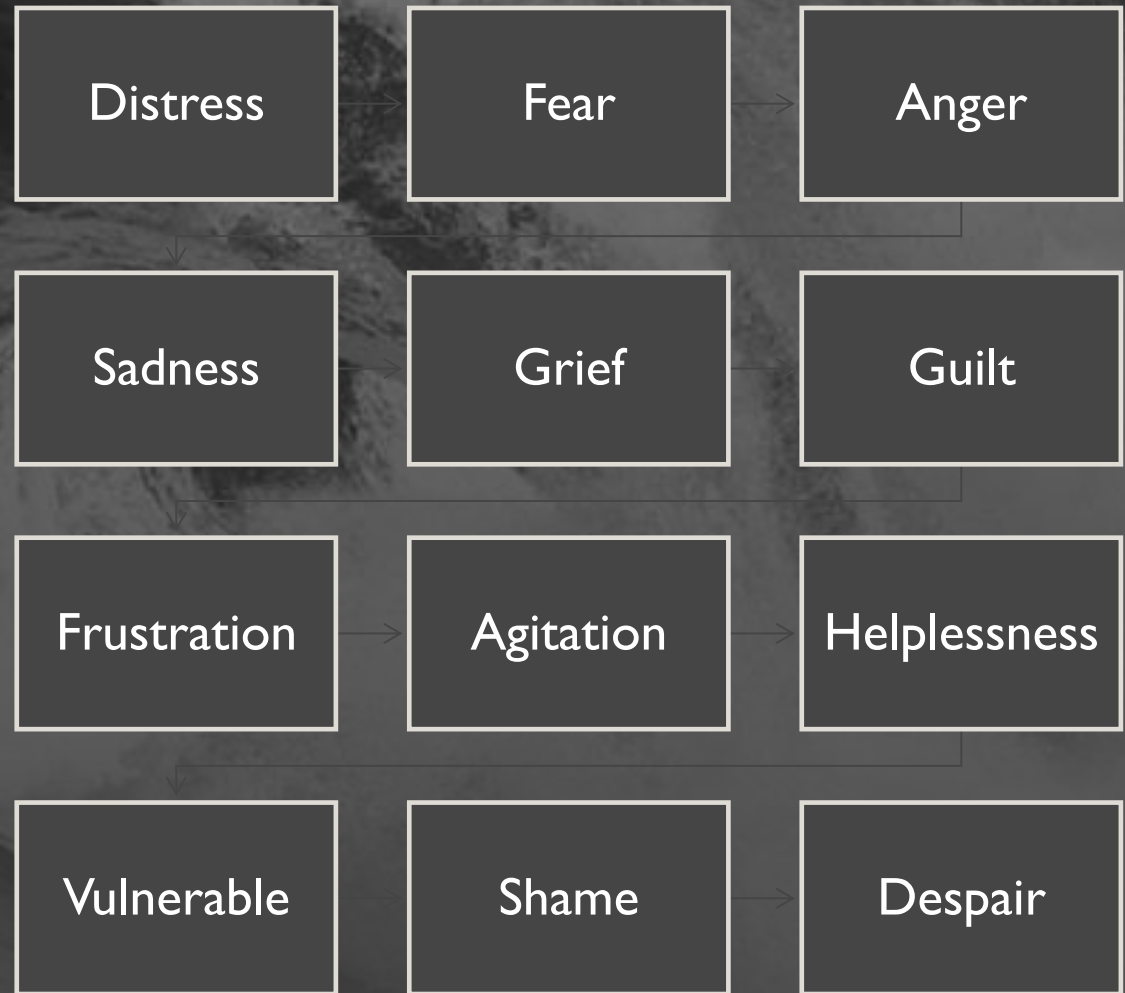 Distress
Fear
Anger
Sadness
Grief
Guilt
Frustration
Agitation
Helplessness
Vulnerable
Shame
Despair